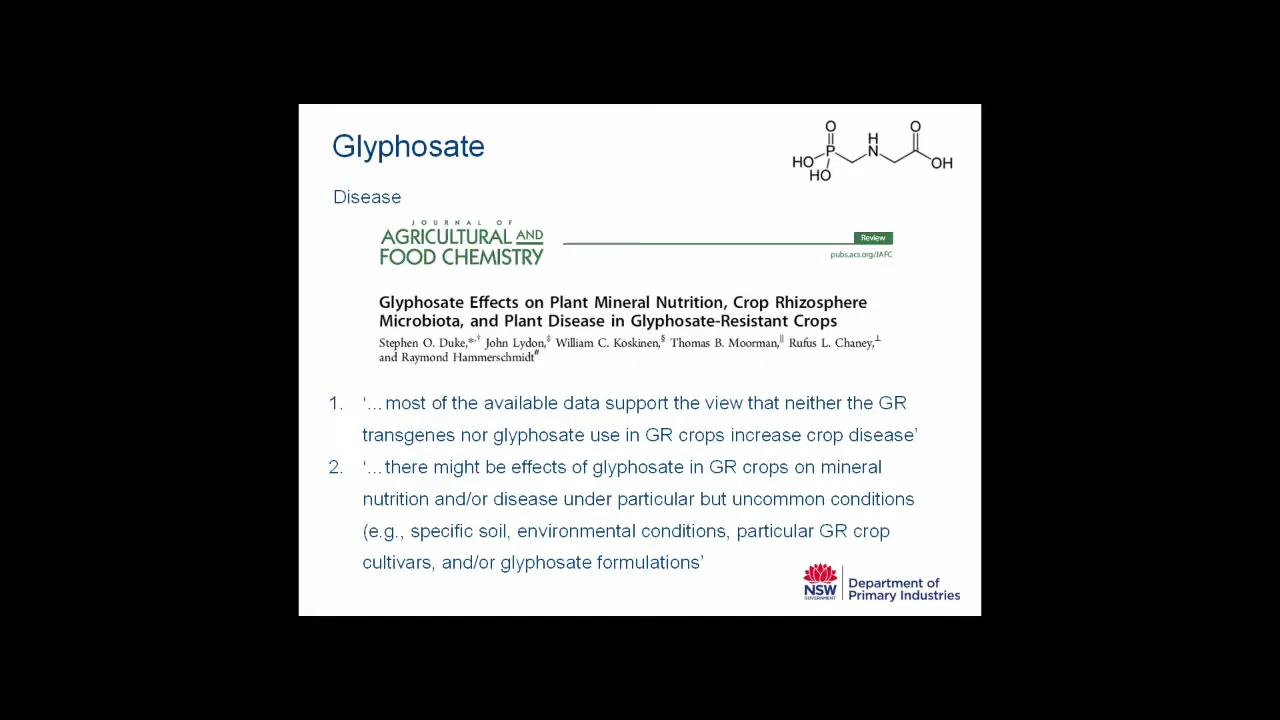 Glyphosate
O
HO
P
HO
H
N
O
OH
Disease
JOURNAL OF
AGRICULTURAL AND
FOOD CHEMISTRY
Review
pubs.acs.org/JAFC
Glyphosate Effects on Plant Mineral Nutrition, Crop Rhizosphere
Microbiota, and Plant Disease in Glyphosate-Resistant Crops
Stephen O. Duke,*,† John Lydon,‡ William C. Koskinen,§ Thomas B. Moorman,∥ Rufus L. Chaney,⊥
and Raymond Hammerschmidt#
1. ‘…most of the available data support the view that neither the GR
transgenes nor glyphosate use in GR crops increase crop disease’
2. ‘…there might be effects of glyphosate in GR crops on mineral
nutrition and/or disease under particular but uncommon conditions
(e.g., specific soil, environmental conditions, particular GR crop
cultivars, and/or glyphosate formulations’
NSW
GOVERNMENT
Department of
Primary Industries